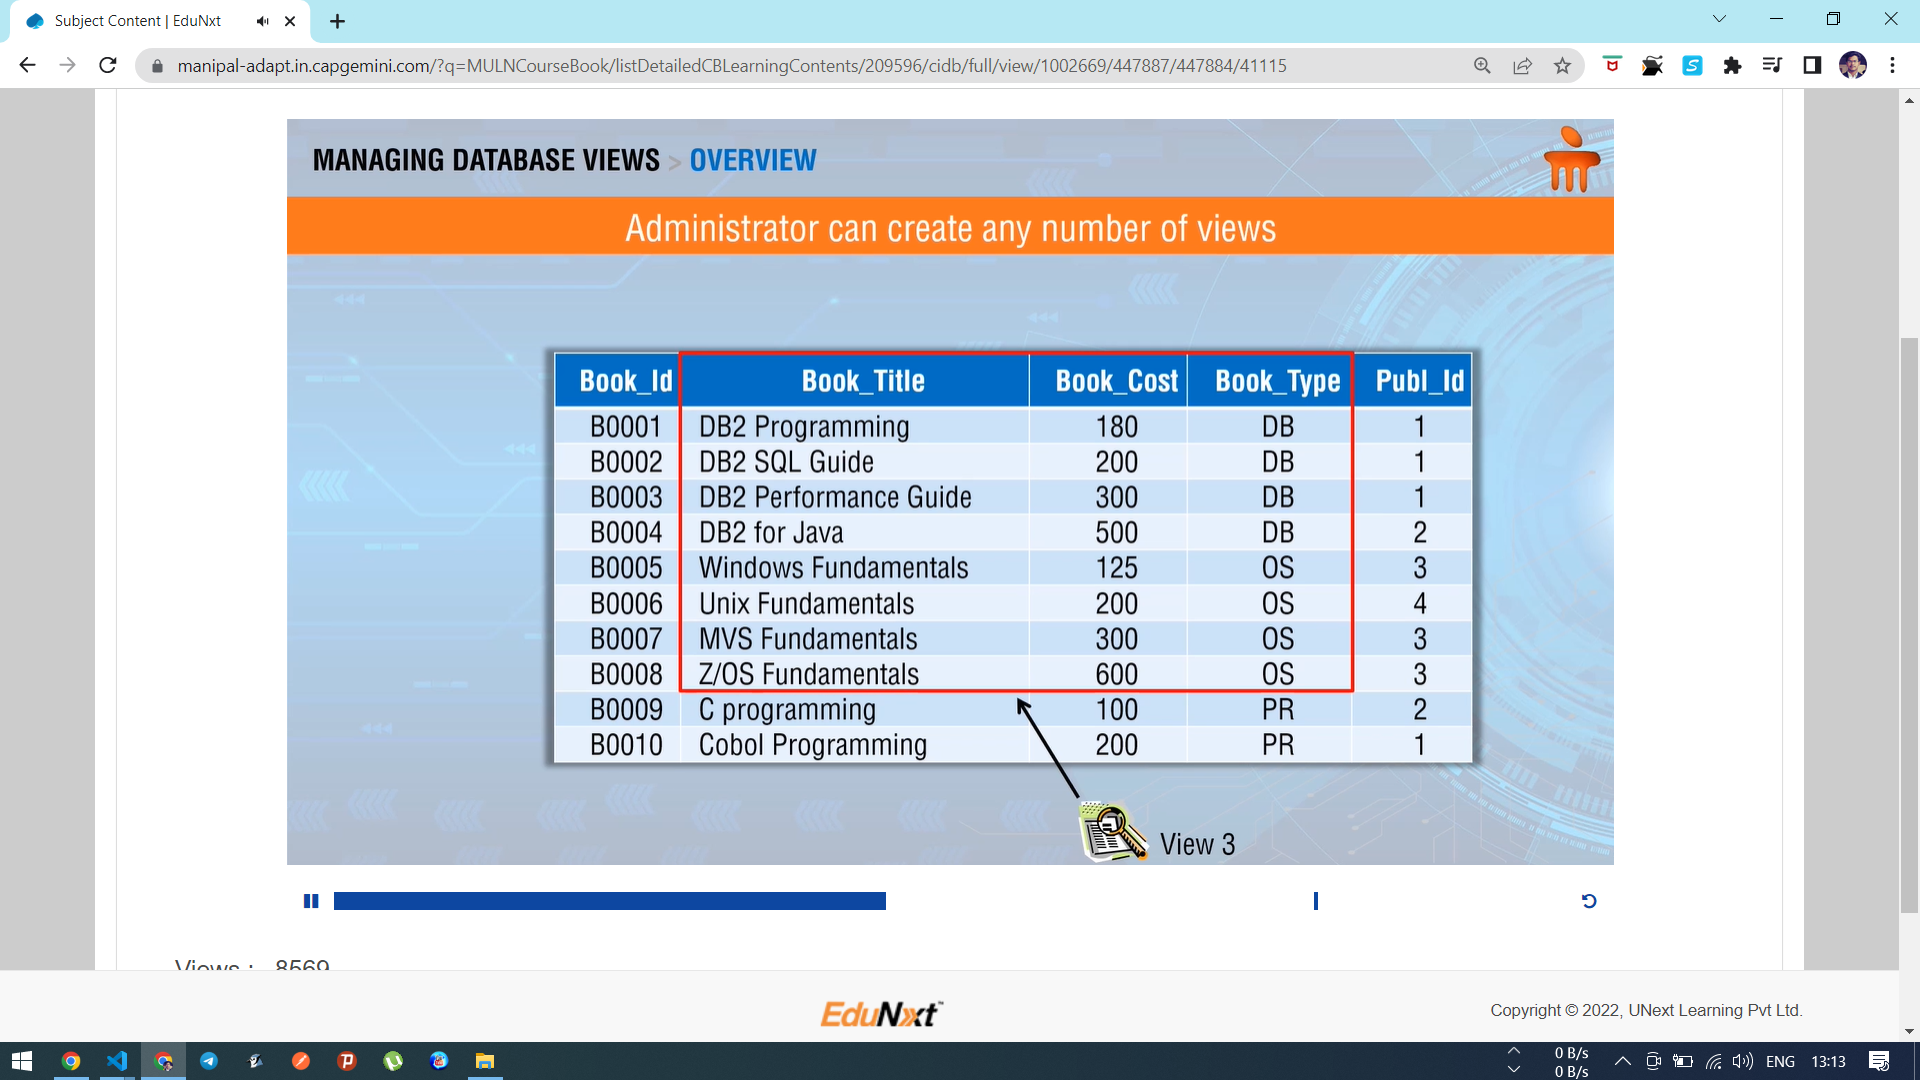 Subject Content | EduNxt
manipal-adapt.in.capgemini.com/?q=MULNCourseBook/listDetailedCBLearningContents/209596/cidb/full/view/1002669/447887/447884/41115
MANAGING DATABASE VIEWS > OVERVIEW
Administrator can create any number of views
Book_Id Book_Title Book_Cost Book_Type Publ_Id
B0001 DB2 Programming 180 DB 1
B0002 DB2 SQL Guide 200 DB 1
B0003 DB2 Performance Guide 300 DB 1
B0004 DB2 for Java 500 DB 2
B0005 Windows Fundamentals 125 OS 3
B0006 Unix Fundamentals 200 OS 4
B0007 MVS Fundamentals 300 OS 3
B0008 Z/OS Fundamentals 600 OS 3
B0009 C programming 100 PR 2
B0010 Cobol Programming 200 PR 1
View 3
Views : 8569
EduNxt
Copyright © 2022, UNext Learning Pvt Ltd.
0 B/s
0 B/s
ENG 13:13